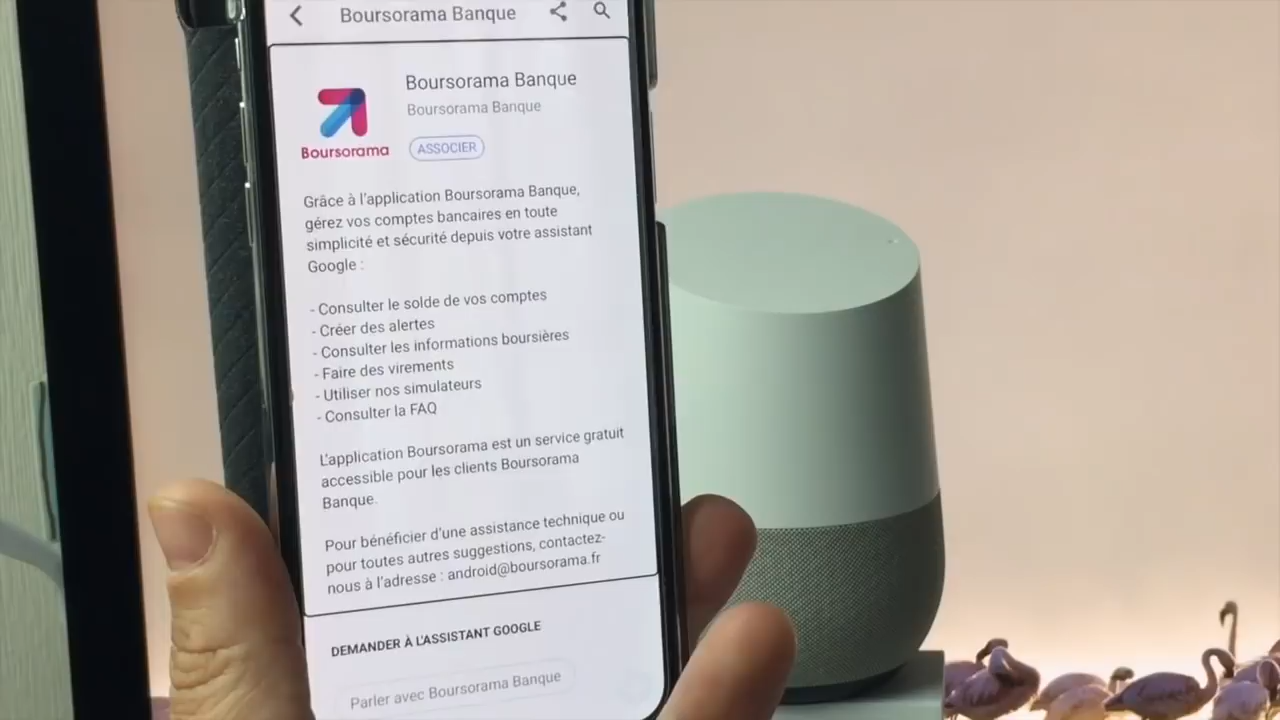 Boursorama Banque
Boursorama Banque
Boursorama Banque
Boursorama
ASSOCIER
Grâce à l'application Boursorama Banque,
gérez vos comptes bancaires en toute
simplicité et sécurité depuis votre assistant
Google :
- Consulter le solde de vos comptes
- Créer des alertes
- Consulter les informations boursières
- Faire des virements
- Utiliser nos simulateurs
- Consulter la FAQ
L'application Boursorama est un service gratuit
accessible pour les clients Boursorama
Banque.
Pour bénéficier d'une assistance technique ou
pour toutes autres suggestions, contactez-
nous à l'adresse : android@boursorama.fr
DEMANDER À L'ASSISTANT GOOGLE
Parler avec Boursorama Banque